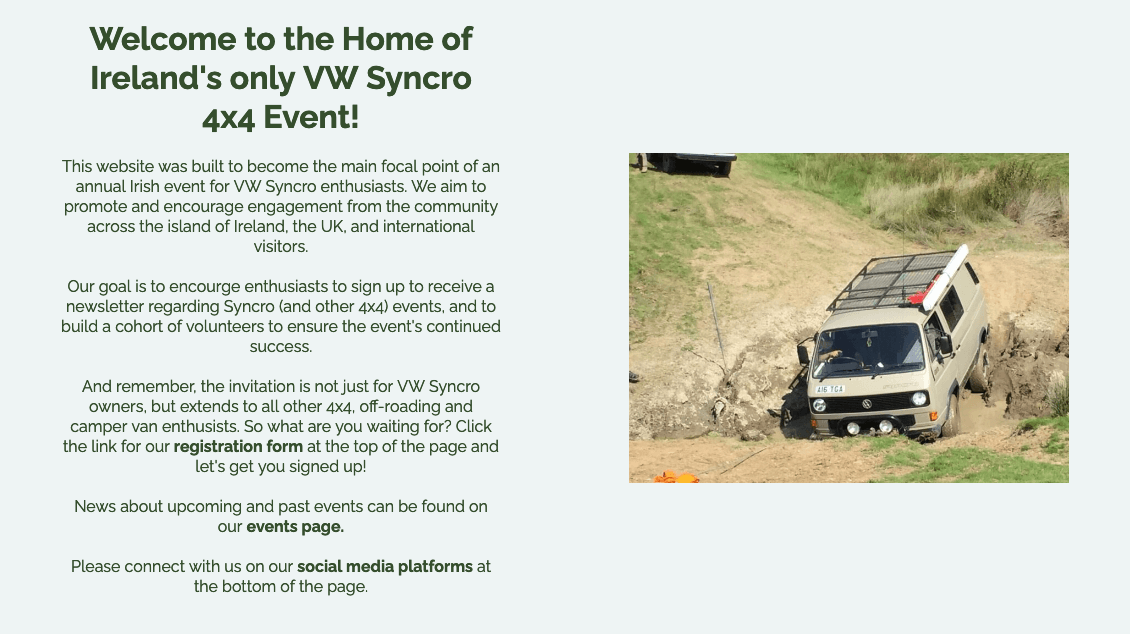 Welcome to the Home of
Ireland's only VW Syncro
4x4 Event!
This website was built to become the main focal point of an
annual Irish event for VW Syncro enthusiasts. We aim to
promote and encourage engagement from the community
across the island of Ireland, the UK, and international
visitors.
Our goal is to encourge enthusiasts to sign up to receive a
newsletter regarding Syncro (and other 4x4) events, and to
build a cohort of volunteers to ensure the event's continued
success.
And remember, the invitation is not just for VW Syncro
owners, but extends to all other 4x4, off-roading and
camper van enthusists. So what are you waiting for? Click
the link for our registration form at the top of the page and
let's get you signed up!
News about upcoming and past events can be found on
our events page.
Please connect with us on our social media platforms at
the bottom of the page.
A16 TGA